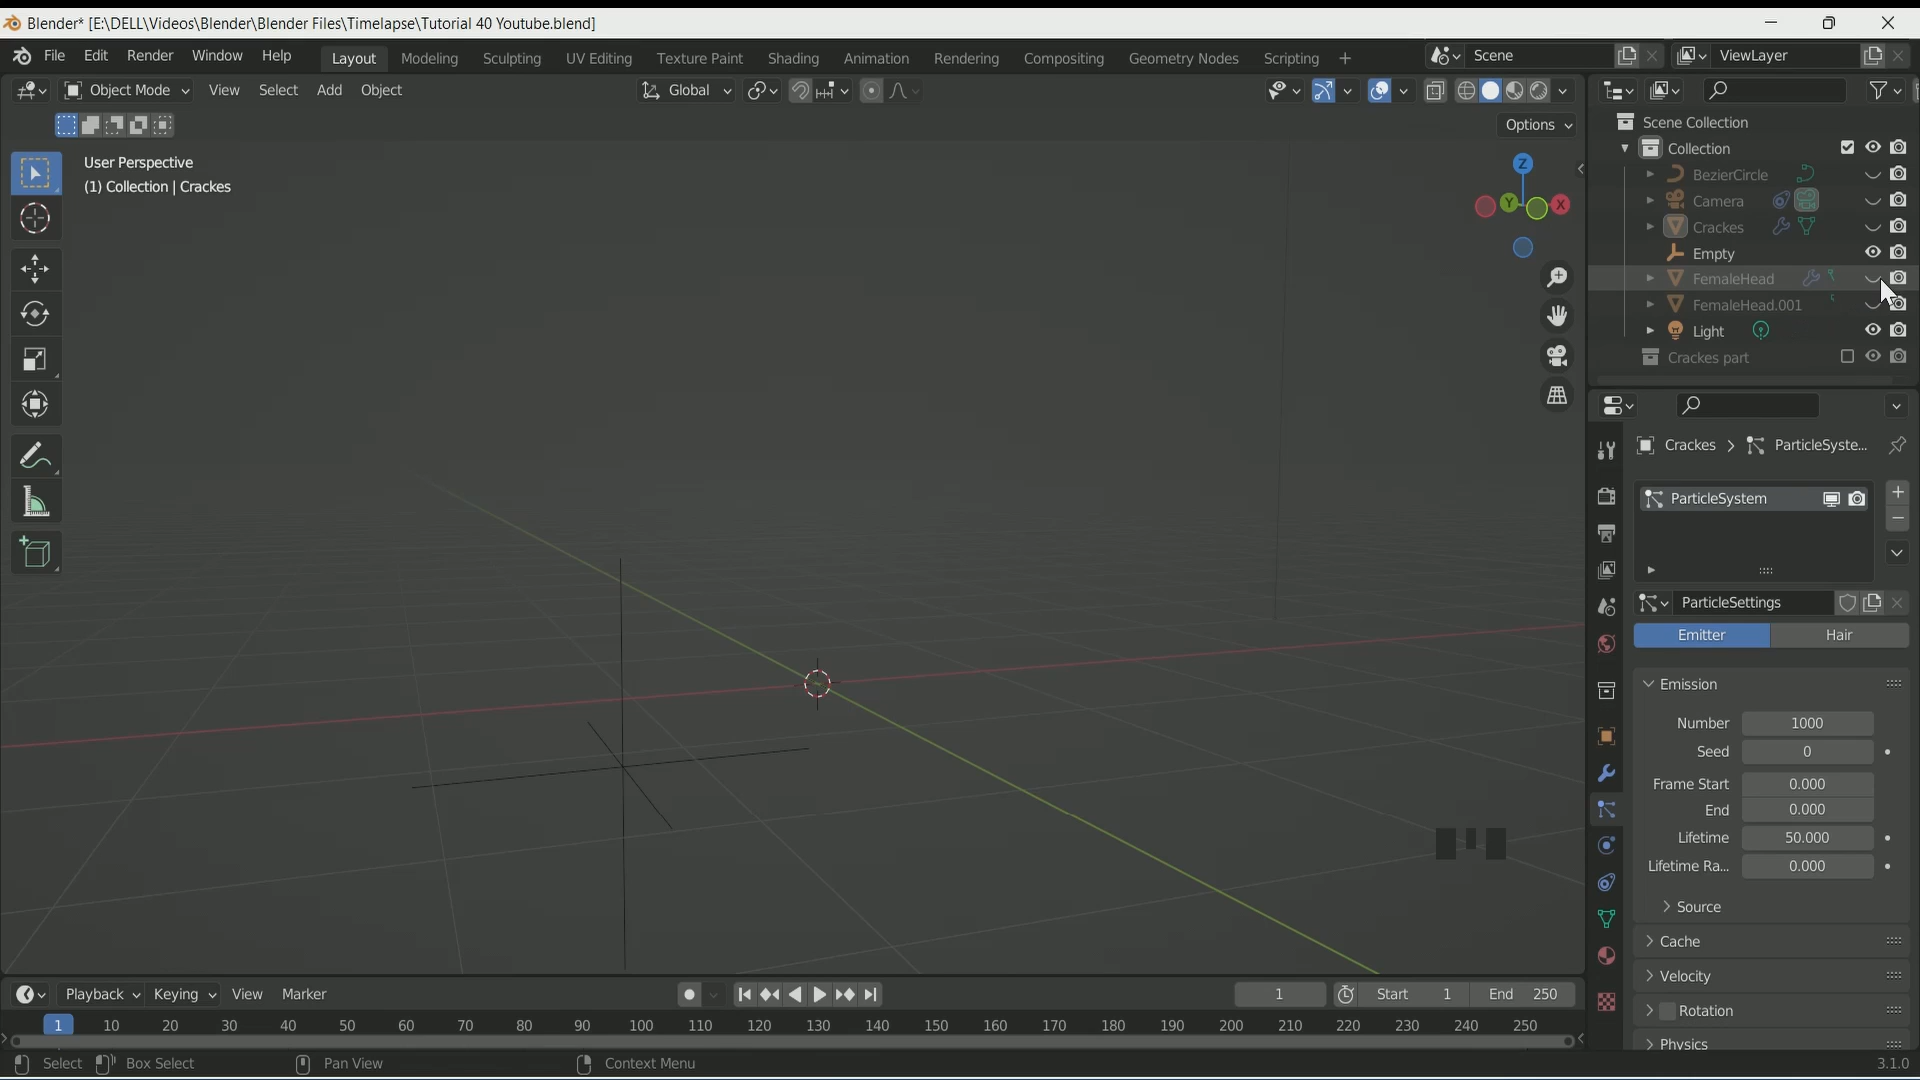 Blender* [E:\DELL\Videos\Blender\Blender Files\Timelapse\Tutorial 40 Youtube.blend]
File Edit Render Window Help Layout Modeling Sculpting UV Editing Texture Paint Shading Animation Rendering Compositing Geometry Nodes Scripting + Scene ViewLayer
Object Mode View Select Add Object Global
Options
User Perspective
(1) Collection | Crackes
Z
Y
X
Scene Collection
Collection
BezierCircle
Camera
Crackes
Empty
FemaleHead
FemaleHead.001
Light
Crackes part
Crackes > ParticleSyste...
ParticleSystem
ParticleSettings
Emitter Hair
Emission
Number 1000
Seed 0
Frame Start 0.000
End 0.000
Lifetime 50.000
Lifetime Ra... 0.000
Source
Cache
Velocity
Rotation
Physics
Playback Keying View Marker 1 Start 1 End 250
1 10 20 30 40 50 60 70 80 90 100 110 120 130 140 150 160 170 180 190 200 210 220 230 240 250
Select Box Select Pan View Context Menu 3.1.0